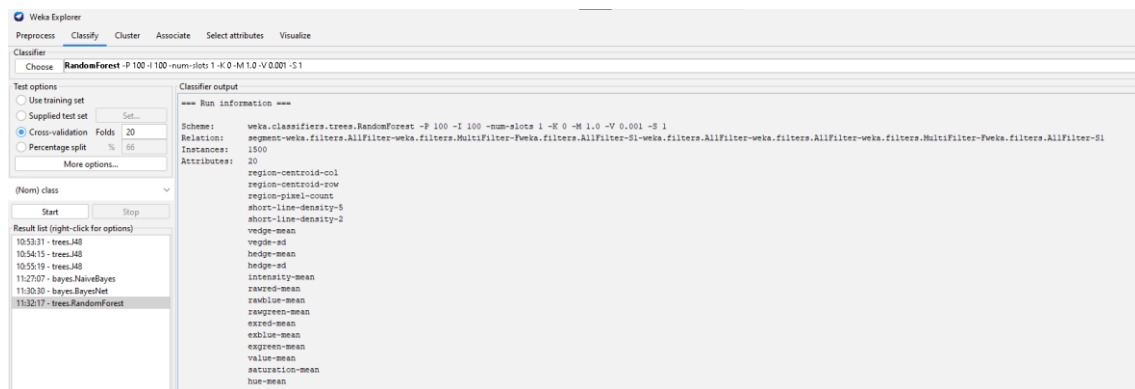 Weka Explorer
Preprocess Classify Cluster Associate Select attributes Visualize
Classifier
Choose RandomForest -P 100 -I 100 -num-slots 1 -K 0 -M 1.0 -V 0.001 -S 1
Test options
Use training set
Supplied test set Set...
Cross-validation Folds 20
Percentage split % 66
More options...
(Nom) class
Start Stop
Result list (right-click for options)
10:53:31 - trees.J48
10:54:15 - trees.J48
10:55:19 - trees.J48
11:27:07 - bayes.NaiveBayes
11:30:30 - bayes.BayesNet
11:32:17 - trees.RandomForest
Classifier output
=== Run information ===
Scheme: weka.classifiers.trees.RandomForest -P 100 -I 100 -num-slots 1 -K 0 -M 1.0 -V 0.001 -S 1
Relation: segment-weka.filters.AllFilter-weka.filters.MultiFilter-Fweka.filters.AllFilter-S1-weka.filters.AllFilter-weka.filters.AllFilter-weka.filters.MultiFilter-Fweka.filters.AllFilter-S1
Instances: 1500
Attributes: 20
region-centroid-col
region-centroid-row
region-pixel-count
short-line-density-5
short-line-density-2
vedge-mean
vegde-sd
hedge-mean
hedge-sd
intensity-mean
rawred-mean
rawblue-mean
rawgreen-mean
exred-mean
exblue-mean
exgreen-mean
value-mean
saturation-mean
hue-mean